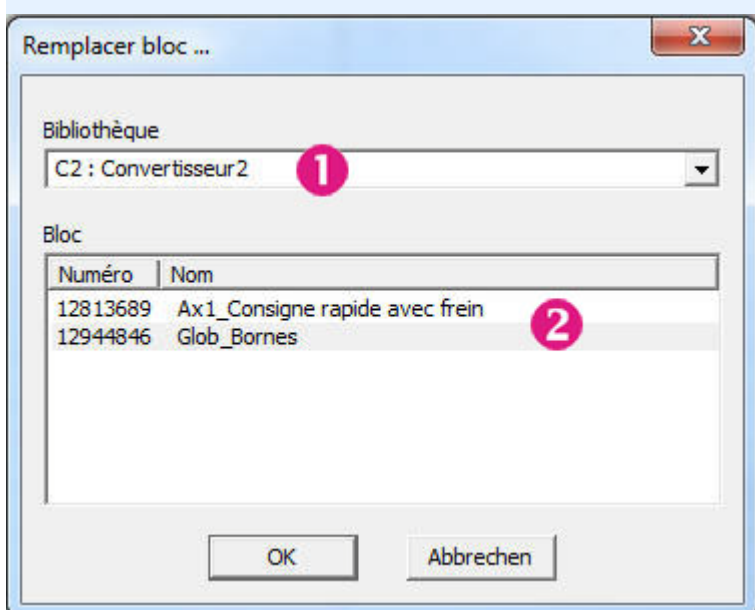 Remplacer bloc ...
Bibliothèque
C2 : Convertisseur2
1
Bloc
Numéro Nom
12813689 Ax1_Consigne rapide avec frein
12944846 Glob_Bornes
2
OK Abbrechen